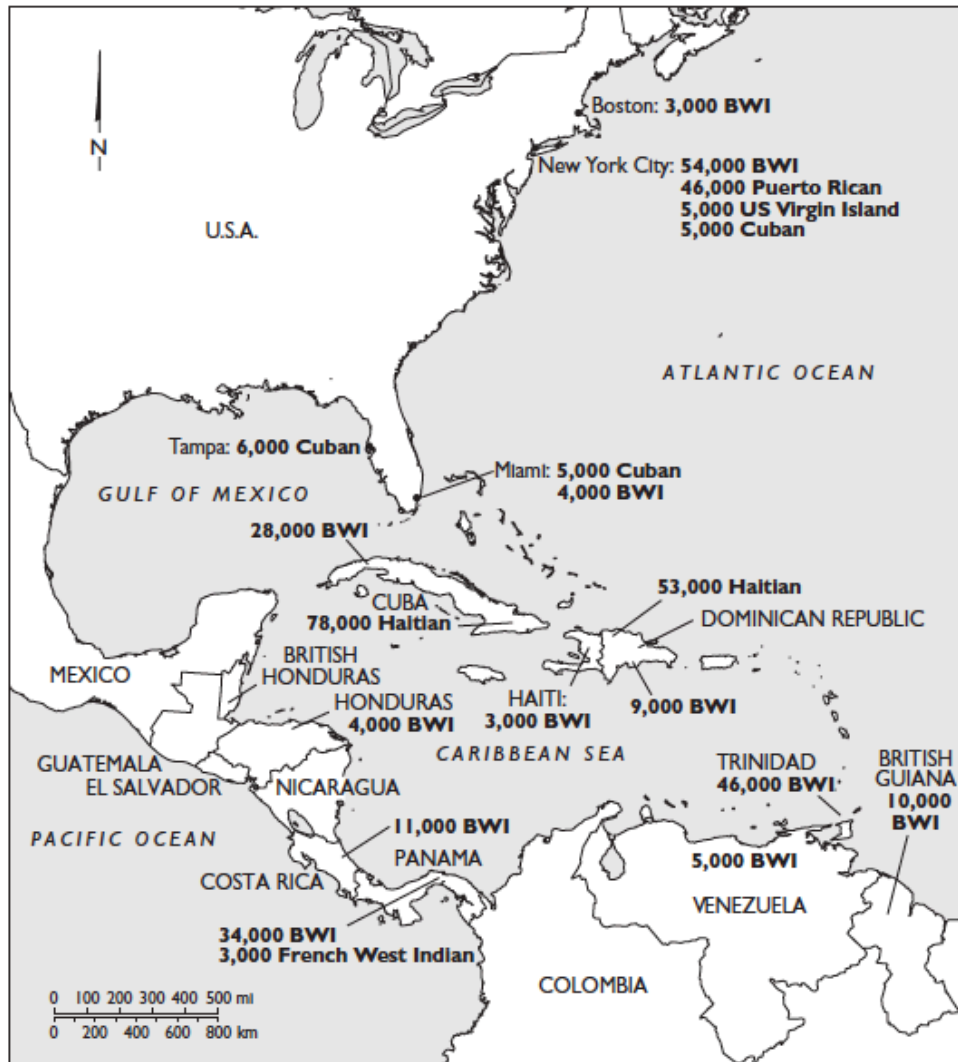 Boston: 3,000 BWI
N
New York City: 54,000 BWI
46,000 Puerto Rican
5,000 US Virgin Island
5,000 Cuban
U.S.A.
ATLANTIC OCEAN
Tampa: 6,000 Cuban
Miami: 5,000 Cuban
4,000 BWI
GULF OF MEXICO
28,000 BWI
53,000 Haitian
CUBA
78,000 Haitian
DOMINICAN REPUBLIC
MEXICO
BRITISH
HONDURAS
HONDURAS
4,000 BWI
HAITI:
3,000 BWI
9,000 BWI
CARIBBEAN SEA
GUATEMALA
EL SALVADOR
NICARAGUA
TRINIDAD
46,000 BWI
BRITISH
GUIANA
10,000
BWI
PACIFIC OCEAN
11,000 BWI
PANAMA
COSTA RICA
5,000 BWI
VENEZUELA
34,000 BWI
3,000 French West Indian
COLOMBIA
0 100 200 300 400 500 mi
0 200 400 600 800 km